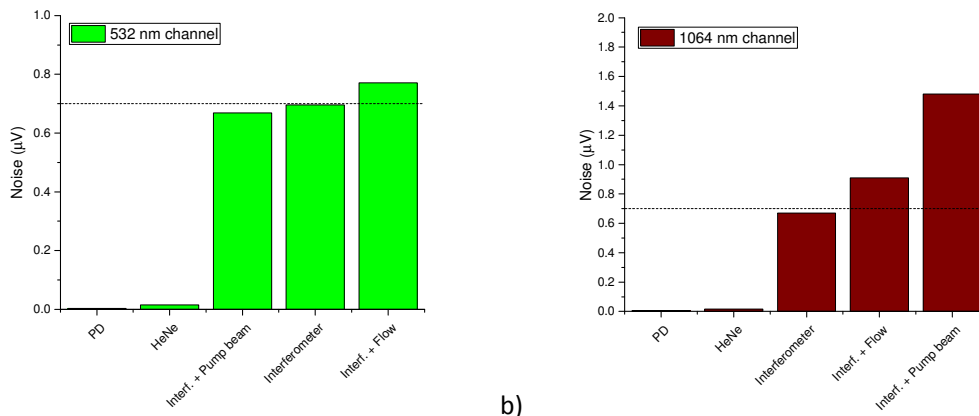 1.0
0.8
0.6
0.4
0.2
0.0
Noise (μV)
532 nm channel
PD
HeNe
Interf. + Pump beam
Interferometer
Interf. + Flow
b)
2.0
1.8
1.6
1.4
1.2
1.0
0.8
0.6
0.4
0.2
0.0
Noise (μV)
1064 nm channel
PD
HeNe
Interferometer
Interf. + Flow
Interf. + Pump beam